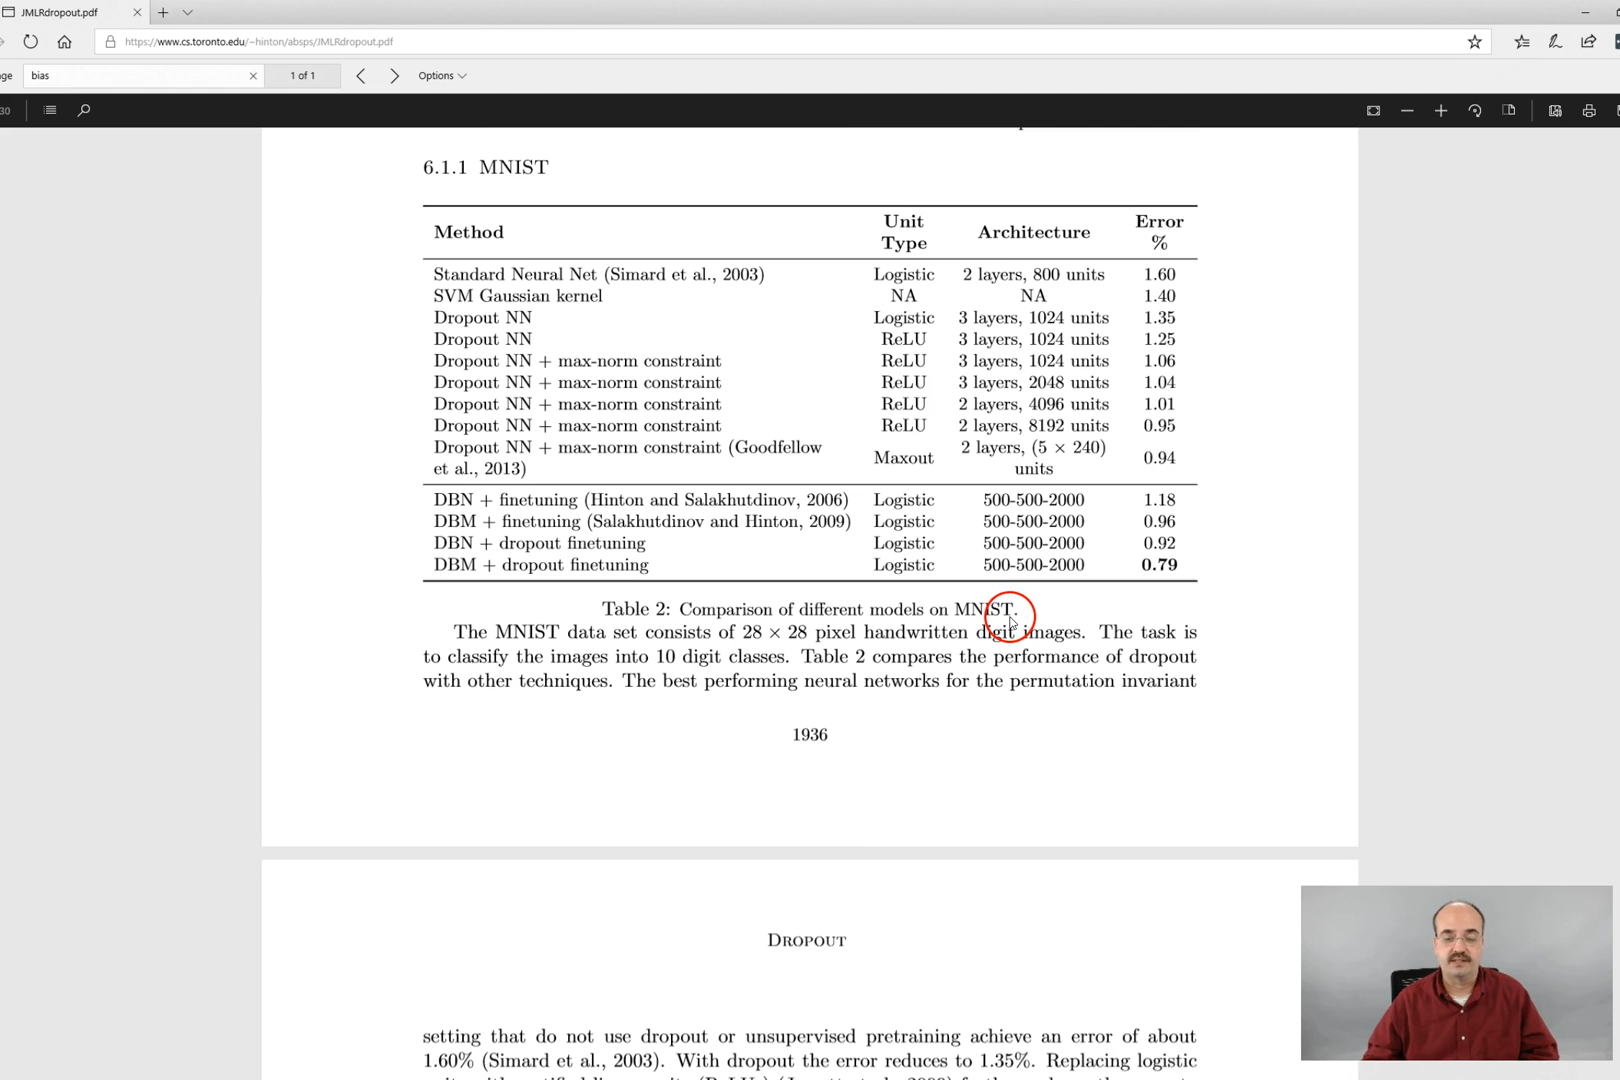 JMLRdropout.pdf
https://www.cs.toronto.edu/~hinton/absps/JMLRdropout.pdf
ge bias 1 of 1 Options
30
6.1.1 MNIST
Method Unit Type Architecture Error %
Standard Neural Net (Simard et al., 2003) Logistic 2 layers, 800 units 1.60
SVM Gaussian kernel NA NA 1.40
Dropout NN Logistic 3 layers, 1024 units 1.35
Dropout NN ReLU 3 layers, 1024 units 1.25
Dropout NN + max-norm constraint ReLU 3 layers, 1024 units 1.06
Dropout NN + max-norm constraint ReLU 3 layers, 2048 units 1.04
Dropout NN + max-norm constraint ReLU 2 layers, 4096 units 1.01
Dropout NN + max-norm constraint ReLU 2 layers, 8192 units 0.95
Dropout NN + max-norm constraint (Goodfellow et al., 2013) Maxout 2 layers, (5 × 240) units 0.94
DBN + finetuning (Hinton and Salakhutdinov, 2006) Logistic 500-500-2000 1.18
DBM + finetuning (Salakhutdinov and Hinton, 2009) Logistic 500-500-2000 0.96
DBN + dropout finetuning Logistic 500-500-2000 0.92
DBM + dropout finetuning Logistic 500-500-2000 0.79
Table 2: Comparison of different models on MNIST.
The MNIST data set consists of 28 × 28 pixel handwritten digit images. The task is
to classify the images into 10 digit classes. Table 2 compares the performance of dropout
with other techniques. The best performing neural networks for the permutation invariant
1936
Dropout
setting that do not use dropout or unsupervised pretraining achieve an error of about
1.60% (Simard et al., 2003). With dropout the error reduces to 1.35%. Replacing logistic